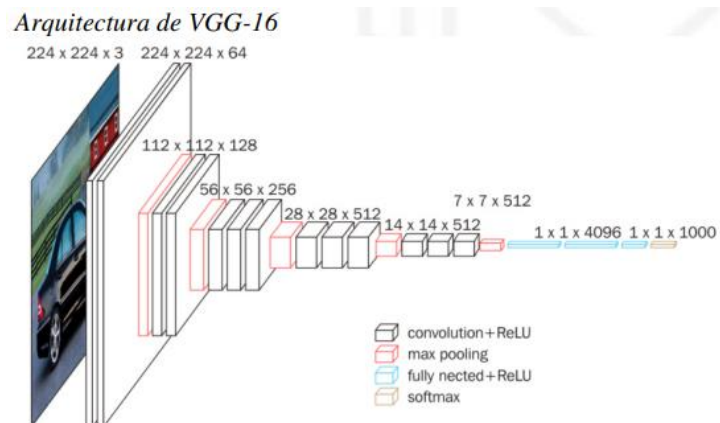 Arquitectura de VGG-16
224 x 224 x 3 224 x 224 x 64
112 x 112 x 128
56 x 56 x 256
28 x 28 x 512
14 x 14 x 512
7 x 7 x 512
1 x 1 x 4096 1 x 1 x 1000
convolution+ReLU
max pooling
fully nected+ReLU
softmax